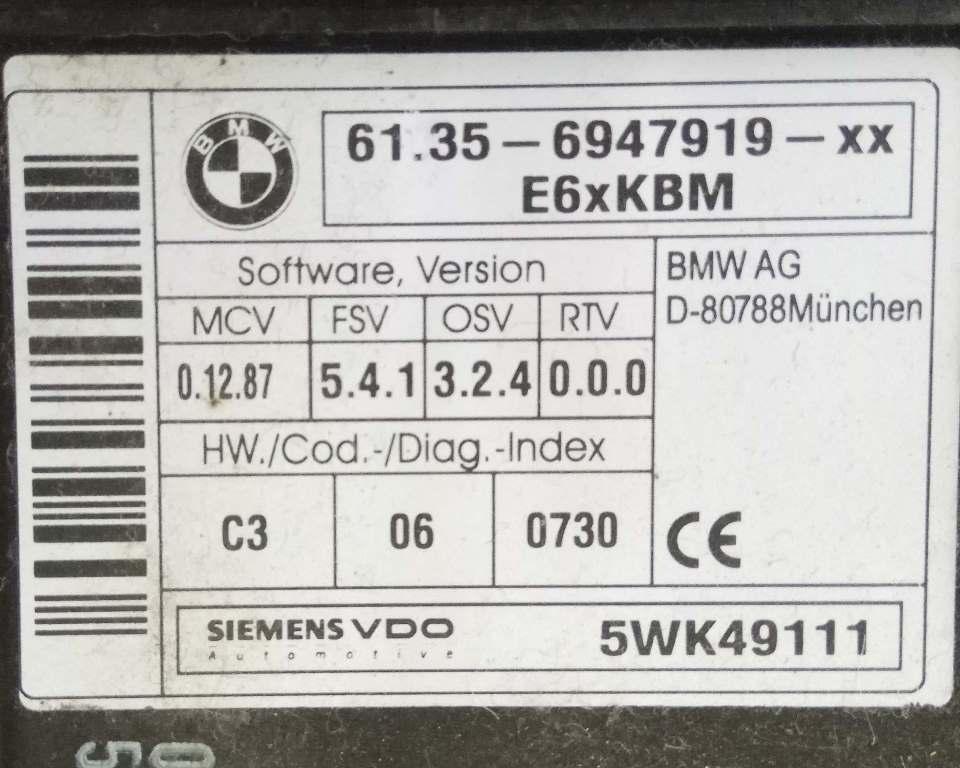 BMW
61.35 – 6947919 – xx
E6xKBM
Software, Version
BMW AG
D-80788München
MCV FSV OSV RTV
0.12.87 5.4.1 3.2.4 0.0.0
HW./Cod.-/Diag.-Index
C3 06 0730
CE
SIEMENS VDO
Automotive
5WK49111
05